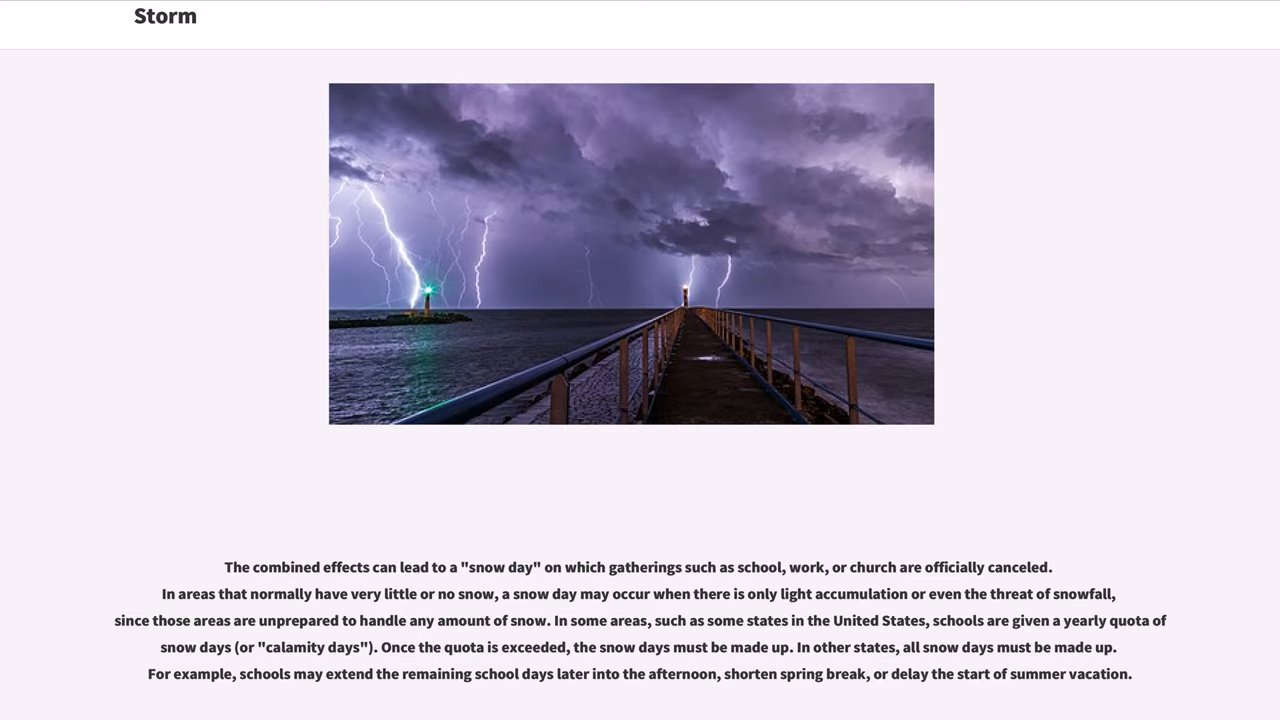 Storm
The combined effects can lead to a "snow day" on which gatherings such as school, work, or church are officially canceled.
In areas that normally have very little or no snow, a snow day may occur when there is only light accumulation or even the threat of snowfall,
since those areas are unprepared to handle any amount of snow. In some areas, such as some states in the United States, schools are given a yearly quota of
snow days (or "calamity days"). Once the quota is exceeded, the snow days must be made up. In other states, all snow days must be made up.
For example, schools may extend the remaining school days later into the afternoon, shorten spring break, or delay the start of summer vacation.